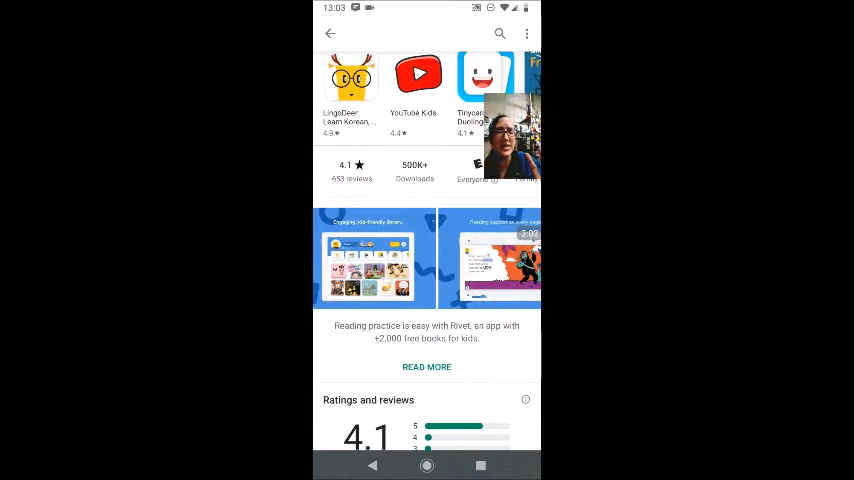 13:03
LingoDeer: Learn Korean, ...
YouTube Kids
Tinycard
Duolingo
4.9★
4.4★
4.1★
4.1 ★
500K+
E
653 reviews
Downloads
Everyone
Engaging, kid-friendly library.
Reading support on every page
3:02
Reading practice is easy with Rivet, an app with
+2,000 free books for kids.
READ MORE
Ratings and reviews
4.1
5
4
3